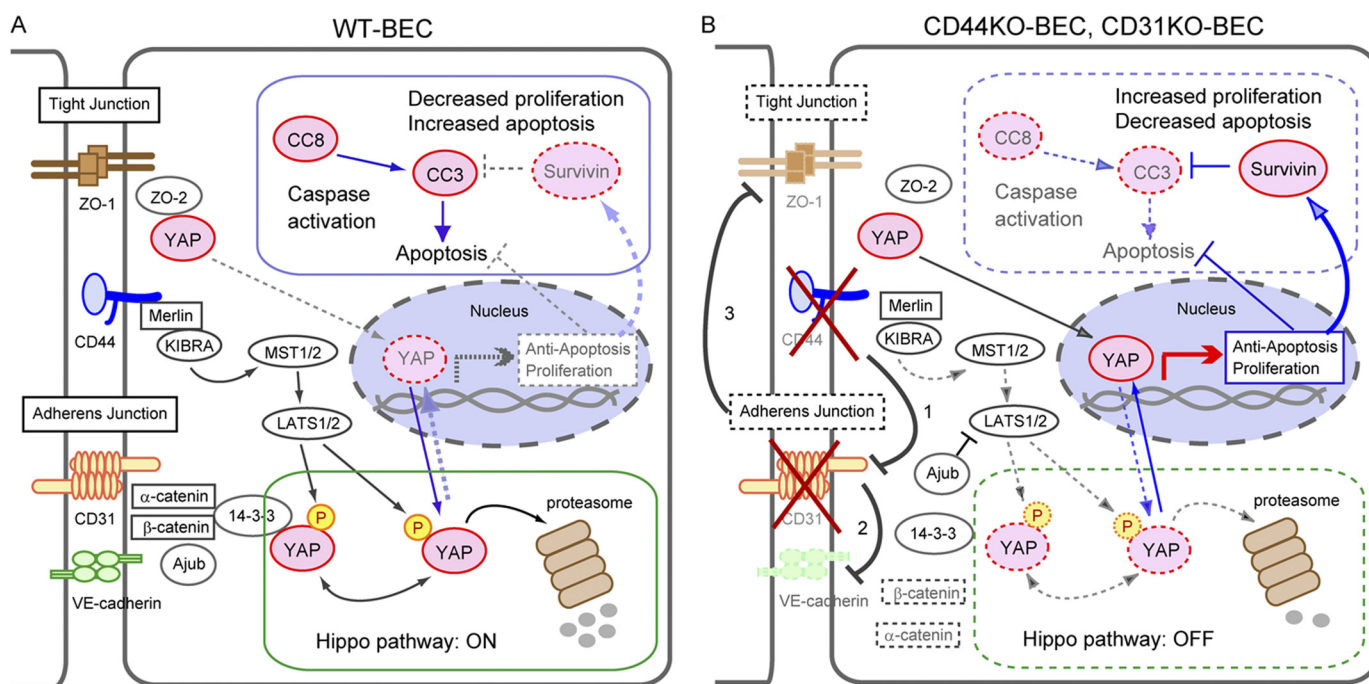 A
WT-BEC
Tight Junction
ZO-1
ZO-2
YAP
CD44
Merlin
KIBRA
MST1/2
LATS1/2
Adherens Junction
CD31
α-catenin
β-catenin
Ajub
14-3-3
VE-cadherin
Decreased proliferation
Increased apoptosis
CC8
CC3
Survivin
Caspase
activation
Apoptosis
Nucleus
YAP
Anti-Apoptosis
Proliferation
P
YAP
P
YAP
proteasome
Hippo pathway: ON
B
CD44KO-BEC, CD31KO-BEC
Tight Junction
ZO-1
ZO-2
YAP
3
CD44
Merlin
KIBRA
MST1/2
LATS1/2
Adherens Junction
1
Ajub
CD31
2
14-3-3
VE-cadherin
β-catenin
α-catenin
Increased proliferation
Decreased apoptosis
CC8
CC3
Survivin
Caspase
activation
Apoptosis
Nucleus
YAP
Anti-Apoptosis
Proliferation
P
YAP
P
YAP
proteasome
Hippo pathway: OFF